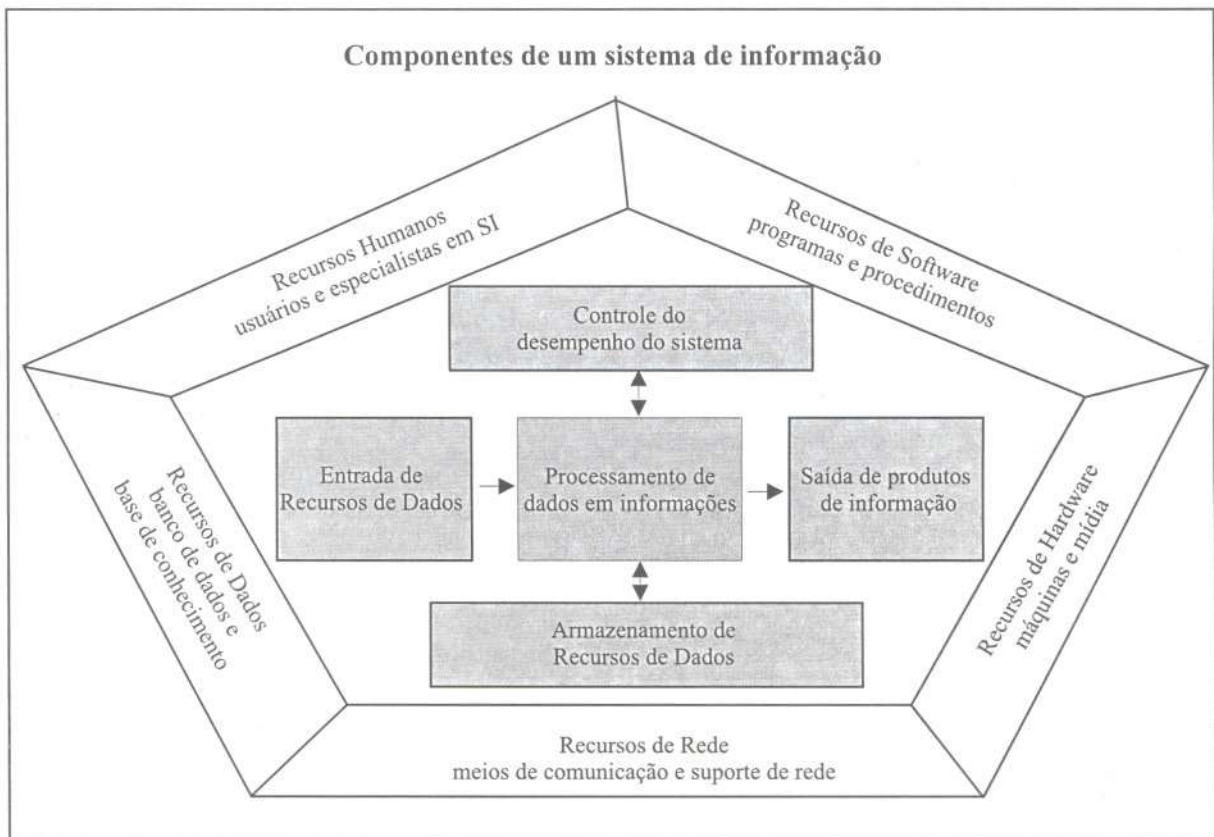 Componentes de um sistema de informação
Recursos Humanos
usuários e especialistas em SI
Recursos de Software
programas e procedimentos
Controle do
desempenho do sistema
Entrada de
Recursos de Dados
Processamento de
dados em informações
Saída de produtos
de informação
Armazenamento de
Recursos de Dados
Recursos de Dados
banco de dados e
base de conhecimento
Recursos de Hardware
máquinas e mídia
Recursos de Rede
meios de comunicação e suporte de rede